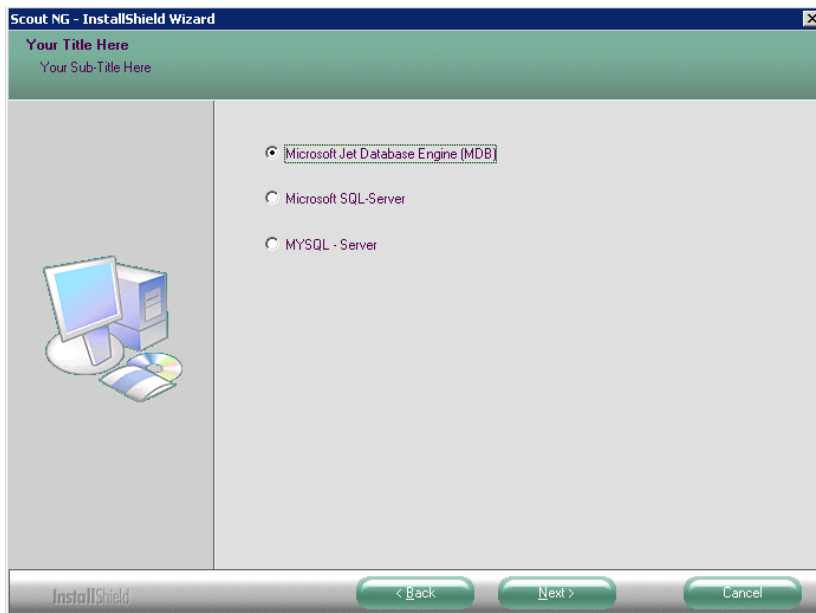 Scout NG - InstallShield Wizard
Your Title Here
Your Sub-Title Here
Microsoft Jet Database Engine (MDB)
Microsoft SQL-Server
MYSQL - Server
InstallShield
< Back
Next >
Cancel